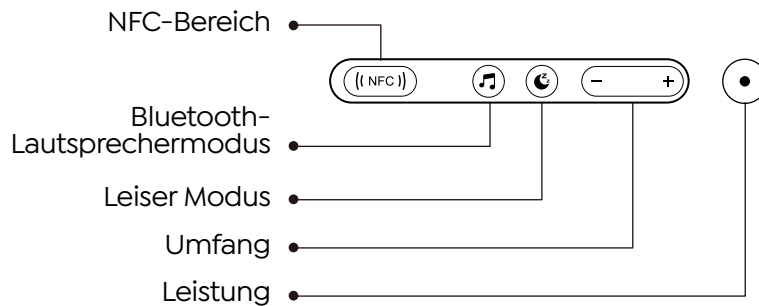 NFC-Bereich
(( NFC ))
− +
Bluetooth-
Lautsprechermodus
Leiser Modus
Umfang
Leistung